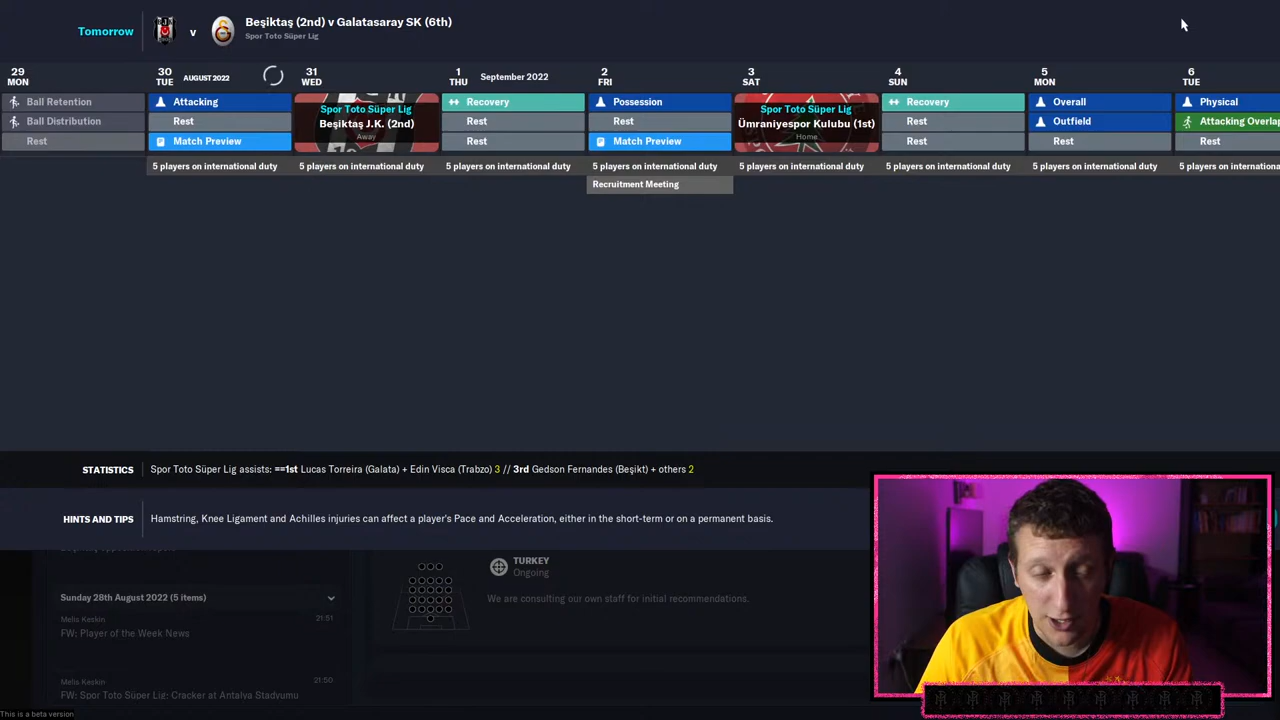 Tomorrow
v
Beşiktaş (2nd) v Galatasaray SK (6th)
Spor Toto Süper Lig
29
MON
30
TUE
AUGUST 2022
31
WED
1
THU
September 2022
2
FRI
3
SAT
4
SUN
5
MON
6
TUE
Ball Retention
Ball Distribution
Rest
Attacking
Rest
Match Preview
5 players on international duty
Spor Toto Süper Lig
Beşiktaş J.K. (2nd)
Away
5 players on international duty
Recovery
Rest
Rest
5 players on international duty
Possession
Rest
Match Preview
5 players on international duty
Recruitment Meeting
Spor Toto Süper Lig
Ümraniyespor Kulubu (1st)
Home
5 players on international duty
Recovery
Rest
Rest
5 players on international duty
Overall
Outfield
Rest
5 players on international duty
Physical
Attacking Overlap
Rest
5 players on internationa
STATISTICS
Spor Toto Süper Lig assists: ==1st Lucas Torreira (Galata) + Edin Visca (Trabzo) 3 // 3rd Gedson Fernandes (Beşikt) + others 2
HINTS AND TIPS
Hamstring, Knee Ligament and Achilles injuries can affect a player's Pace and Acceleration, either in the short-term or on a permanent basis.
Sunday 28th August 2022 (5 items)
Melis Keskin
21:51
FW: Player of the Week News
Melis Keskin
21:50
FW: Spor Toto Süper Lig: Cracker at Antalya Stadyumu
TURKEY
Ongoing
We are consulting our own staff for initial recommendations.
This is a beta version